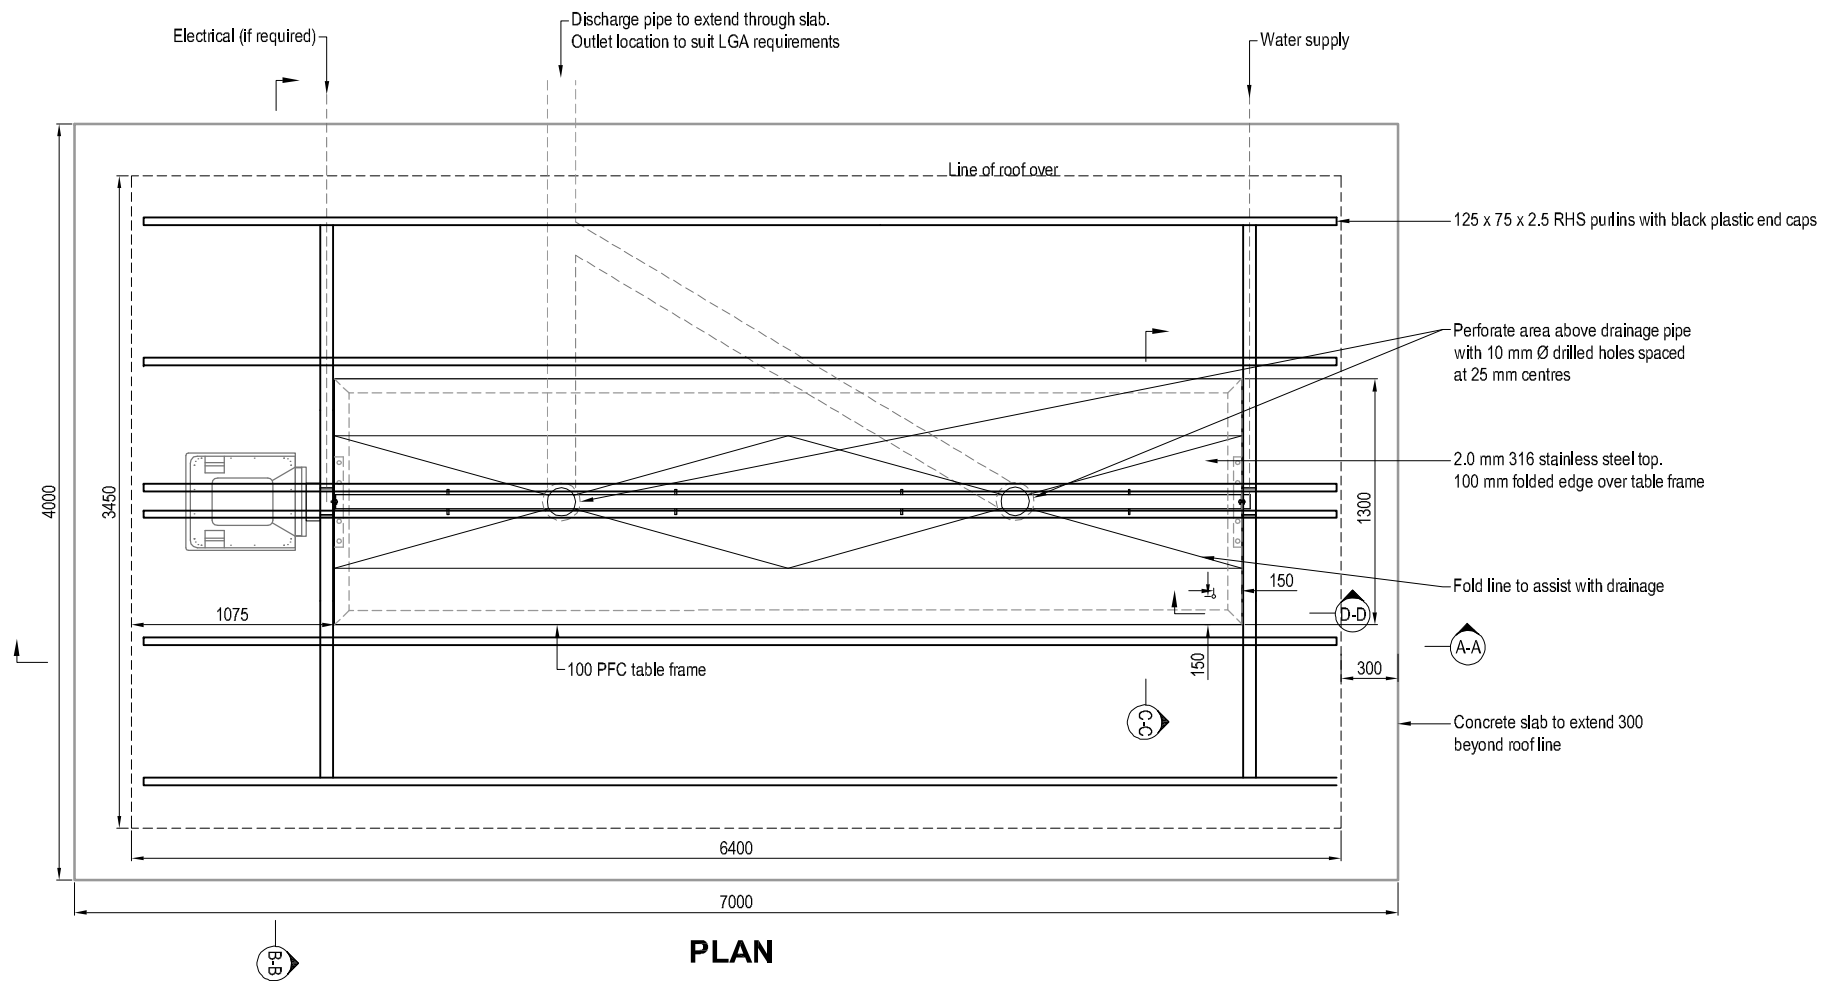 Discharge pipe to extend through slab.
Outlet location to suit LGA requirements
Electrical (if required)
Water supply
Line of roof over
125 x 75 x 2.5 RHS purlins with black plastic end caps
Perforate area above drainage pipe
with 10 mm Ø drilled holes spaced
at 25 mm centres
2.0 mm 316 stainless steel top.
100 mm folded edge over table frame
4000
3450
1300
Fold line to assist with drainage
150
1075
D-D
A-A
100 PFC table frame
150
300
C-C
Concrete slab to extend 300
beyond roof line
6400
7000
PLAN
B-B